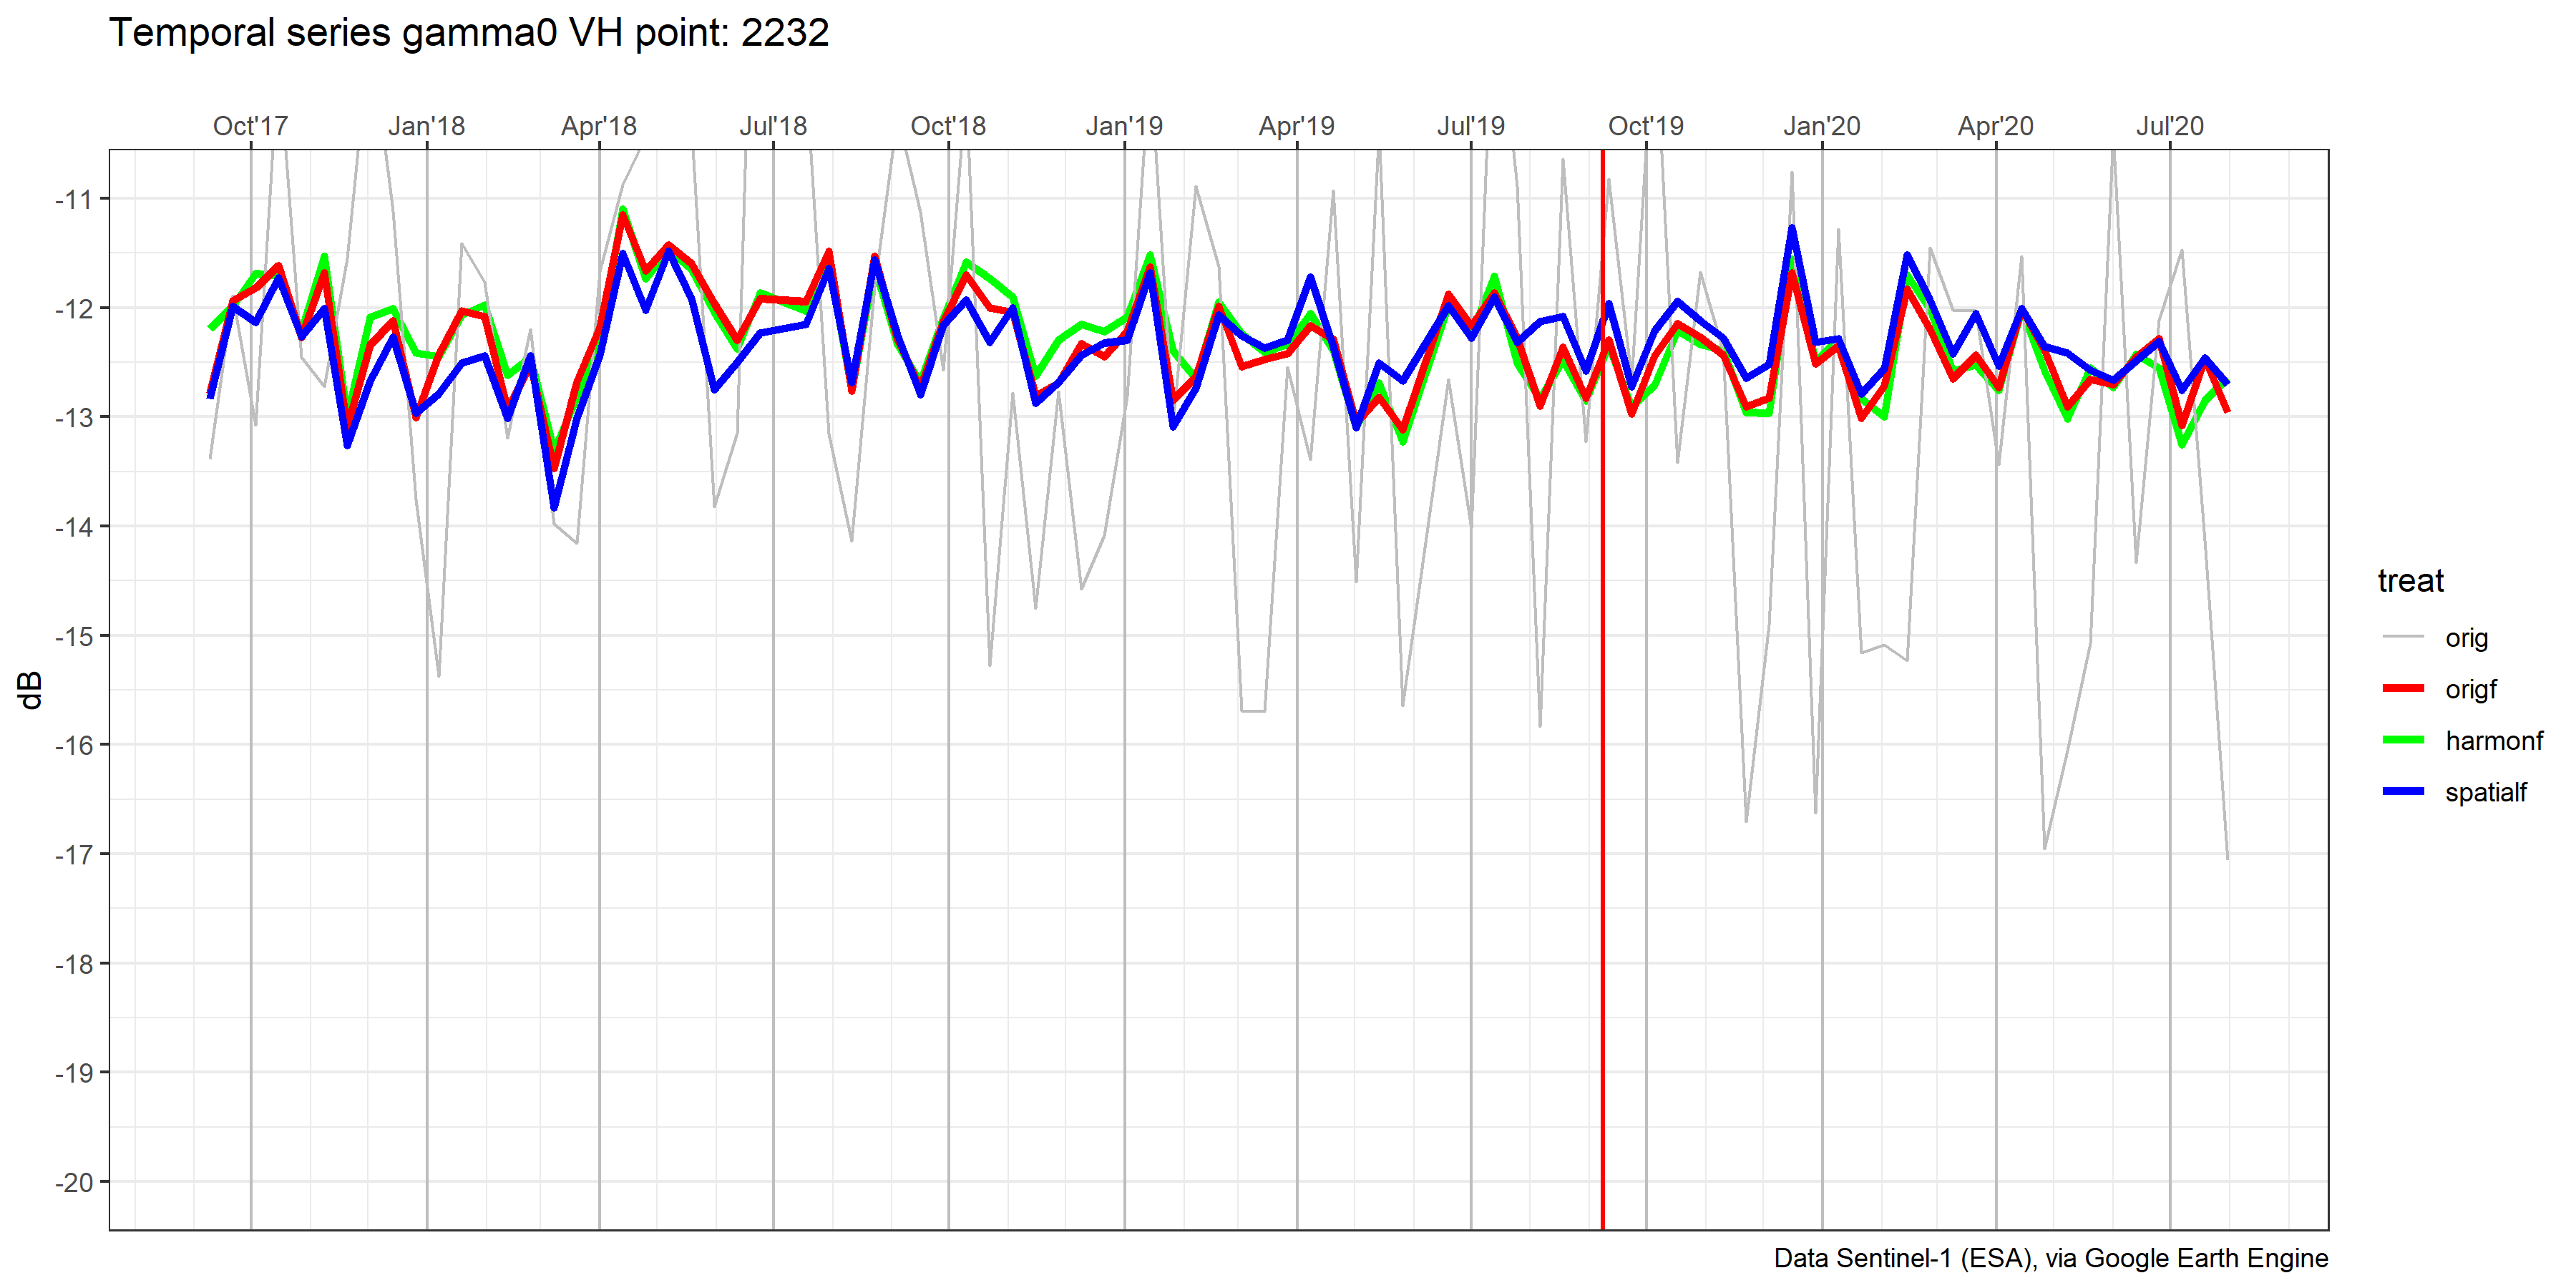 Temporal series gamma0 VH point: 2232
Oct'17 Jan'18 Apr'18 Jul'18 Oct'18 Jan'19 Apr'19 Jul'19 Oct'19 Jan'20 Apr'20 Jul'20
-11
-12
-13
-14
-15
-16
-17
-18
-19
-20
dB
treat
orig
origf
harmonf
spatialf
Data Sentinel-1 (ESA), via Google Earth Engine